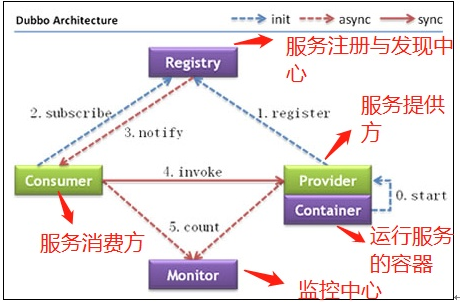 Dubbo Architecture
init
async
sync
Registry
服务注册与发现中
心
2. subscribe
3. notify
1. register
服务提供
方
Consumer
4. invoke
Provider
Container
0. start
服务消费方
5. count
运行服务
的容器
Monitor
监控中心